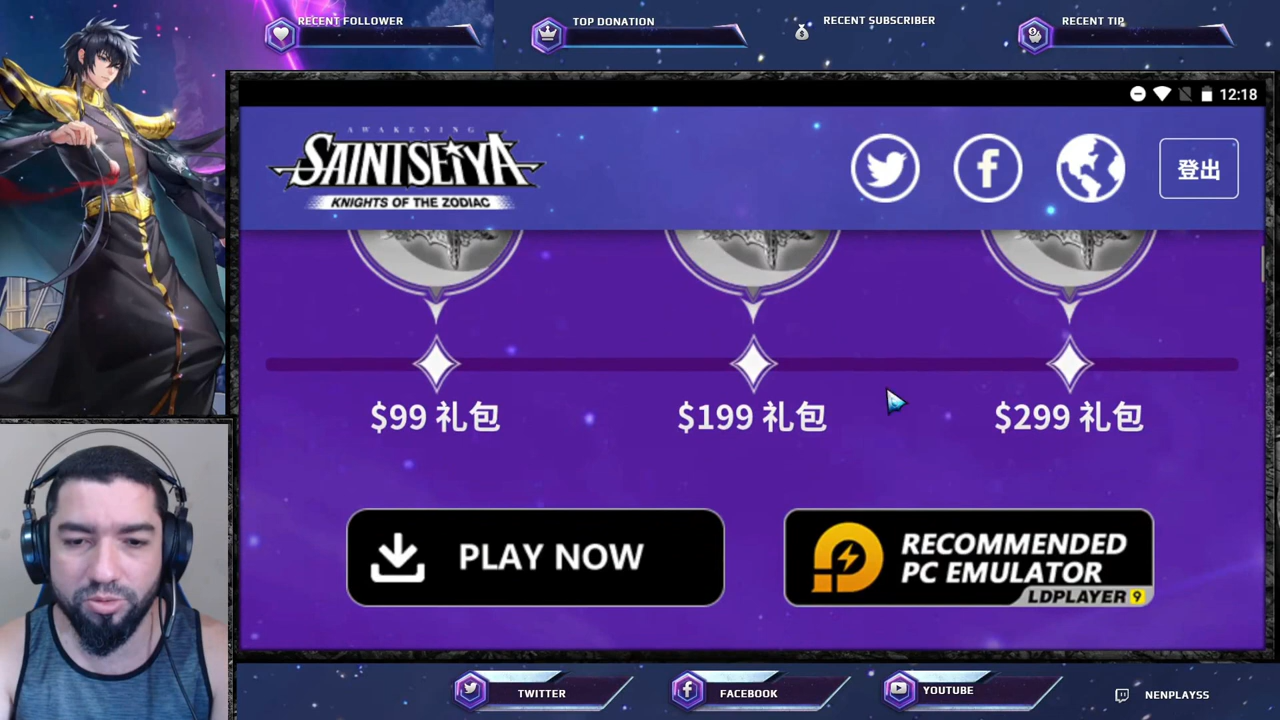 RECENT FOLLOWER
TOP DONATION
RECENT SUBSCRIBER
RECENT TIP
12:18
AWAKENING
SAINT SEIYA
KNIGHTS OF THE ZODIAC
登出
$99 礼包
$199 礼包
$299 礼包
PLAY NOW
RECOMMENDED
PC EMULATOR
LDPLAYER 9
TWITTER
FACEBOOK
YOUTUBE
NENPLAYSS